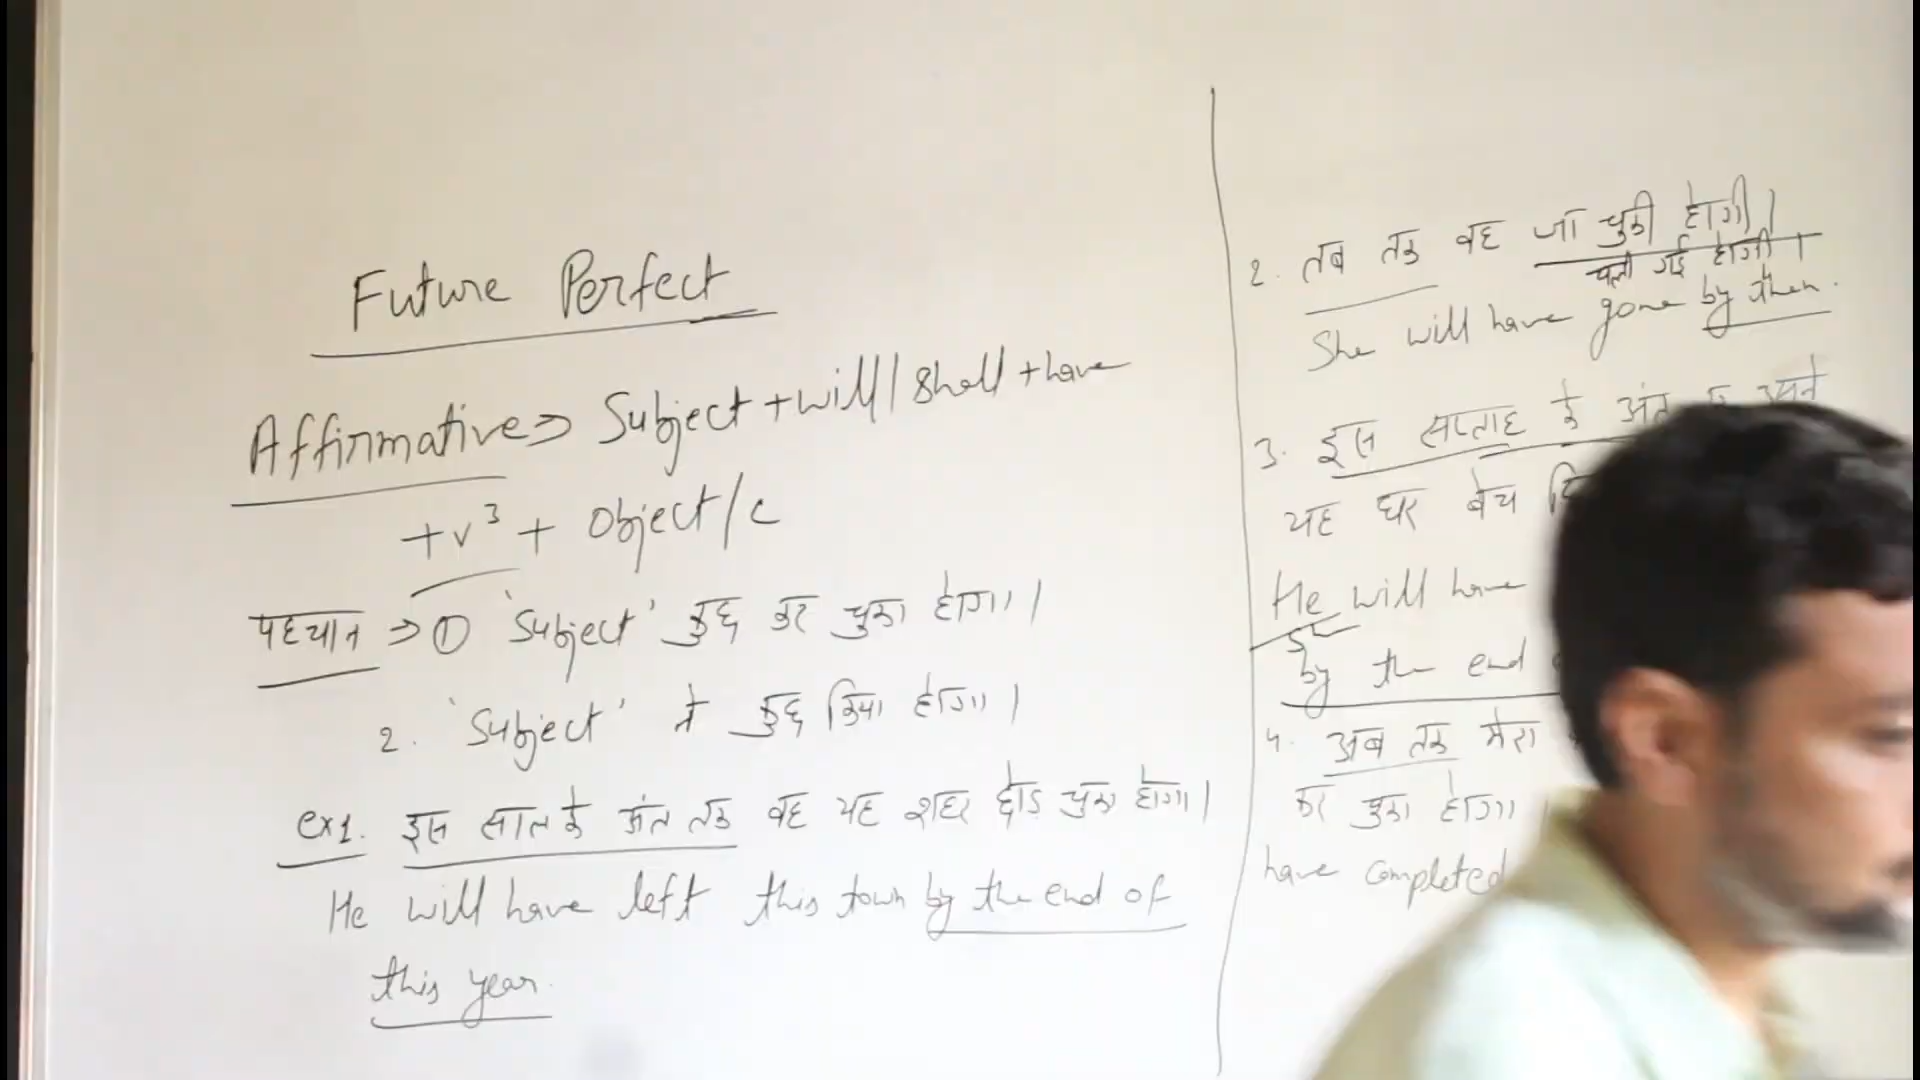 Future Perfect
Affirmative ⇒ Subject + will / shall + have
+ v³ + Object / c
पहचान ⇒ ① 'Subject' कुछ कर चुका होगा।
2. 'Subject' ने कुछ किया होगा।
ex1. इस साल के अंत तक वह यह शहर छोड़ चुका होगा।
He will have left this town by the end of
this year.
2. तब तक वह जा चुकी होगी।
चली गई होगी।
She will have gone by then.
3. इस सप्ताह के अंत उसने
यह घर बेच
He will have
by the end
4. अब तक मेरा
कर चुका होगा।
have completed